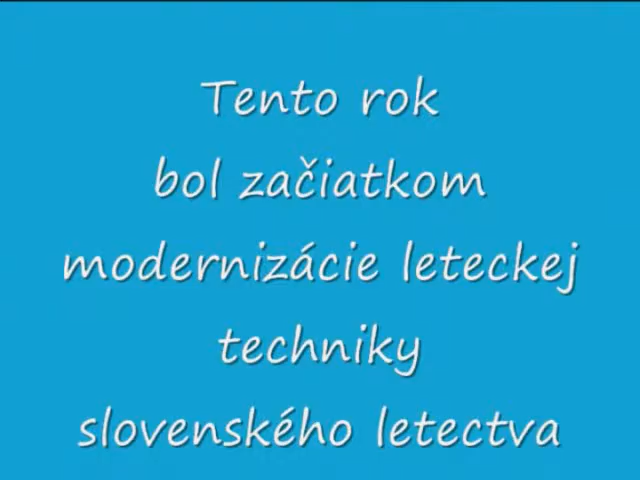 Tento rok
bol začiatkom
modernizácie leteckej
techniky
slovenského letectva